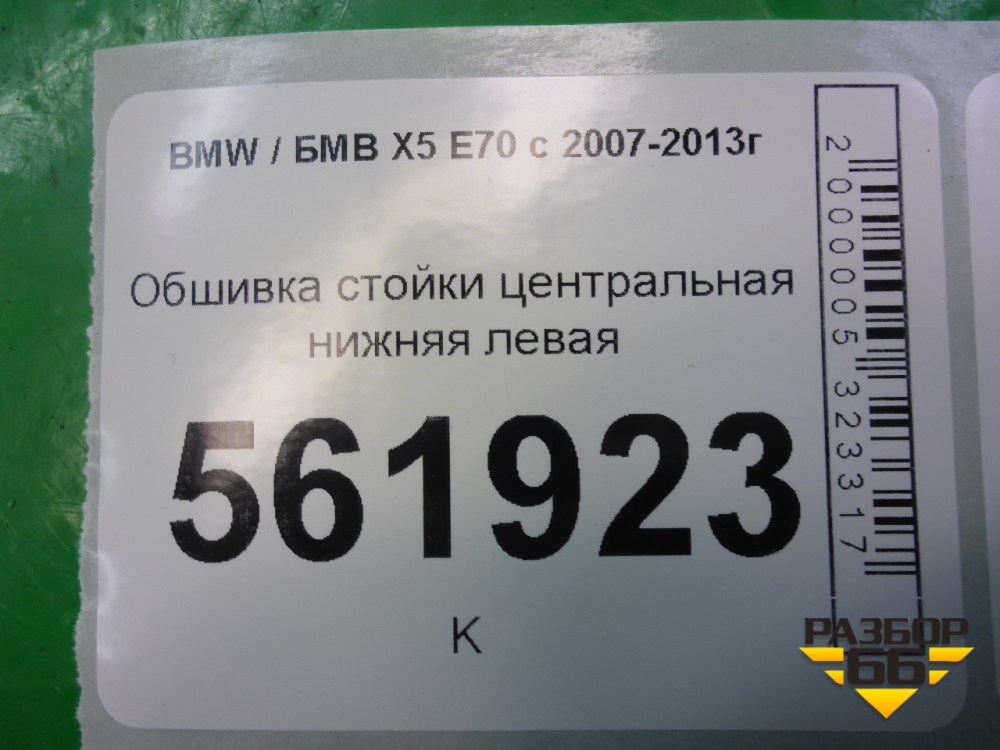 BMW / БМВ X5 E70 с 2007-2013г
Обшивка стойки центральная
нижняя левая
561923
К
2000005323317
РАЗБОР
66